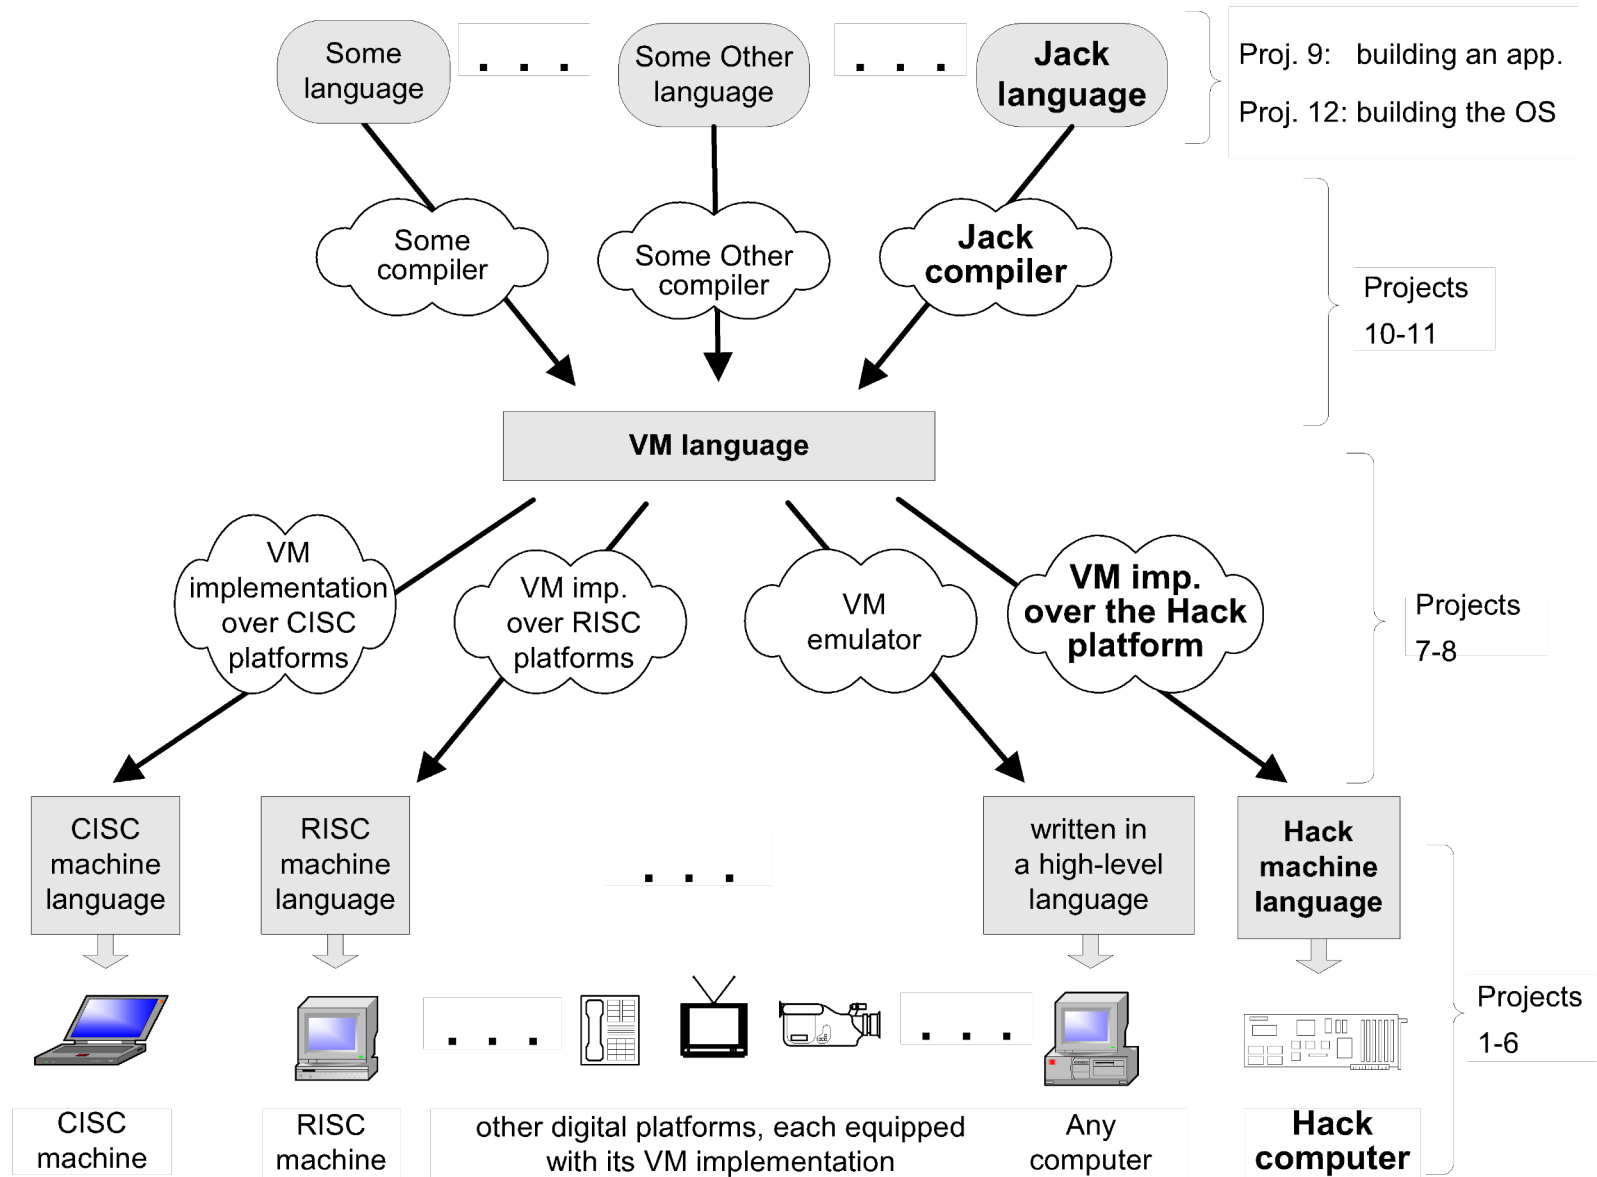 Some
language
. . .
Some Other
language
. . .
Jack
language
Proj. 9: building an app.
Proj. 12: building the OS
Some
compiler
Some Other
compiler
Jack
compiler
Projects
10-11
VM language
VM
implementation
over CISC
platforms
VM imp.
over RISC
platforms
VM
emulator
VM imp.
over the Hack
platform
Projects
7-8
CISC
machine
language
RISC
machine
language
. . .
written in
a high-level
language
Hack
machine
language
. . .
. . .
Projects
1-6
CISC
machine
RISC
machine
other digital platforms, each equipped
with its VM implementation
Any
computer
Hack
computer